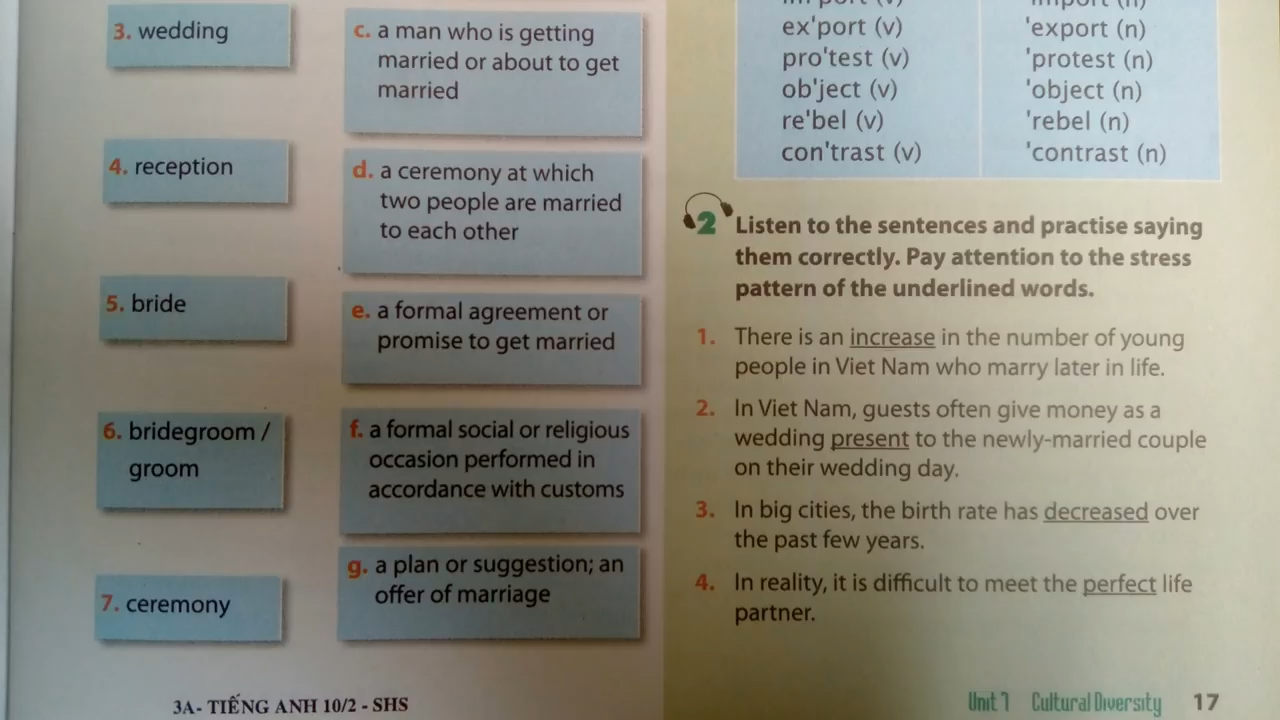 3. wedding
4. reception
5. bride
6. bridegroom /
groom
7. ceremony
c. a man who is getting
married or about to get
married
d. a ceremony at which
two people are married
to each other
e. a formal agreement or
promise to get married
f. a formal social or religious
occasion performed in
accordance with customs
g. a plan or suggestion; an
offer of marriage
3A- TIẾNG ANH 10/2 - SHS
ex'port (v) 'export (n)
pro'test (v) 'protest (n)
ob'ject (v) 'object (n)
re'bel (v) 'rebel (n)
con'trast (v) 'contrast (n)
2 Listen to the sentences and practise saying
them correctly. Pay attention to the stress
pattern of the underlined words.
1. There is an increase in the number of young
people in Viet Nam who marry later in life.
2. In Viet Nam, guests often give money as a
wedding present to the newly-married couple
on their wedding day.
3. In big cities, the birth rate has decreased over
the past few years.
4. In reality, it is difficult to meet the perfect life
partner.
Unit 7 Cultural Diversity 17